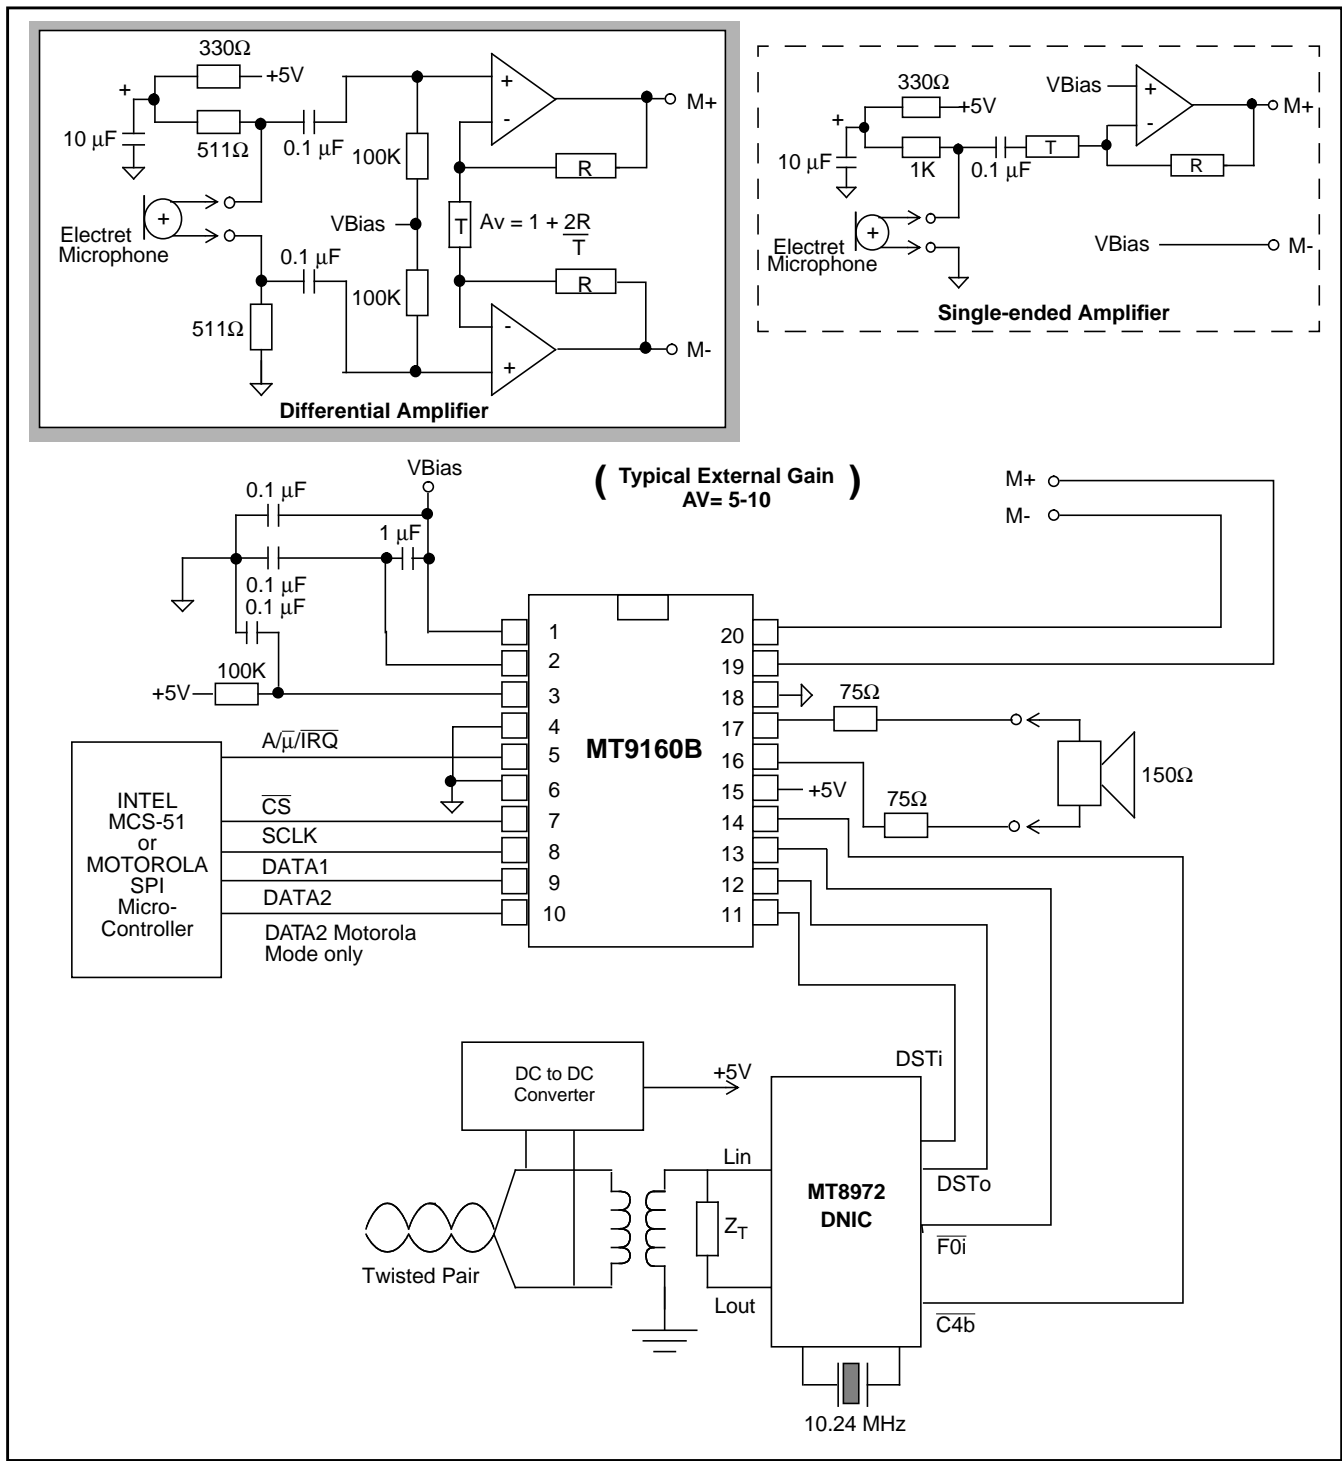 330Ω
+5V
+
10 μF
511Ω
0.1 μF
100K
+
-
M+
R
Electret
Microphone
+
VBias
T
Av = 1 + 2R
T
0.1 μF
100K
R
511Ω
-
+
M-
Differential Amplifier
VBias
330Ω
+5V
+
10 μF
1K
0.1 μF
T
+
-
M+
R
Electret
Microphone
+
VBias
M-
Single-ended Amplifier
VBias
( Typical External Gain )
AV= 5-10
M+
M-
0.1 μF
1 μF
0.1 μF
0.1 μF
100K
+5V
1
2
3
4
5
6
7
8
9
10
20
19
18
17
16
15
14
13
12
11
MT9160B
75Ω
75Ω
150Ω
+5V
A/μ̅/I̅R̅Q̅
C̅S̅
SCLK
DATA1
DATA2
DATA2 Motorola
Mode only
INTEL
MCS-51
or
MOTOROLA
SPI
Micro-
Controller
DC to DC
Converter
+5V
DSTi
Lin
MT8972
DNIC
DSTo
ZT
F̅0̅i̅
Twisted Pair
Lout
C̅4̅b̅
10.24 MHz